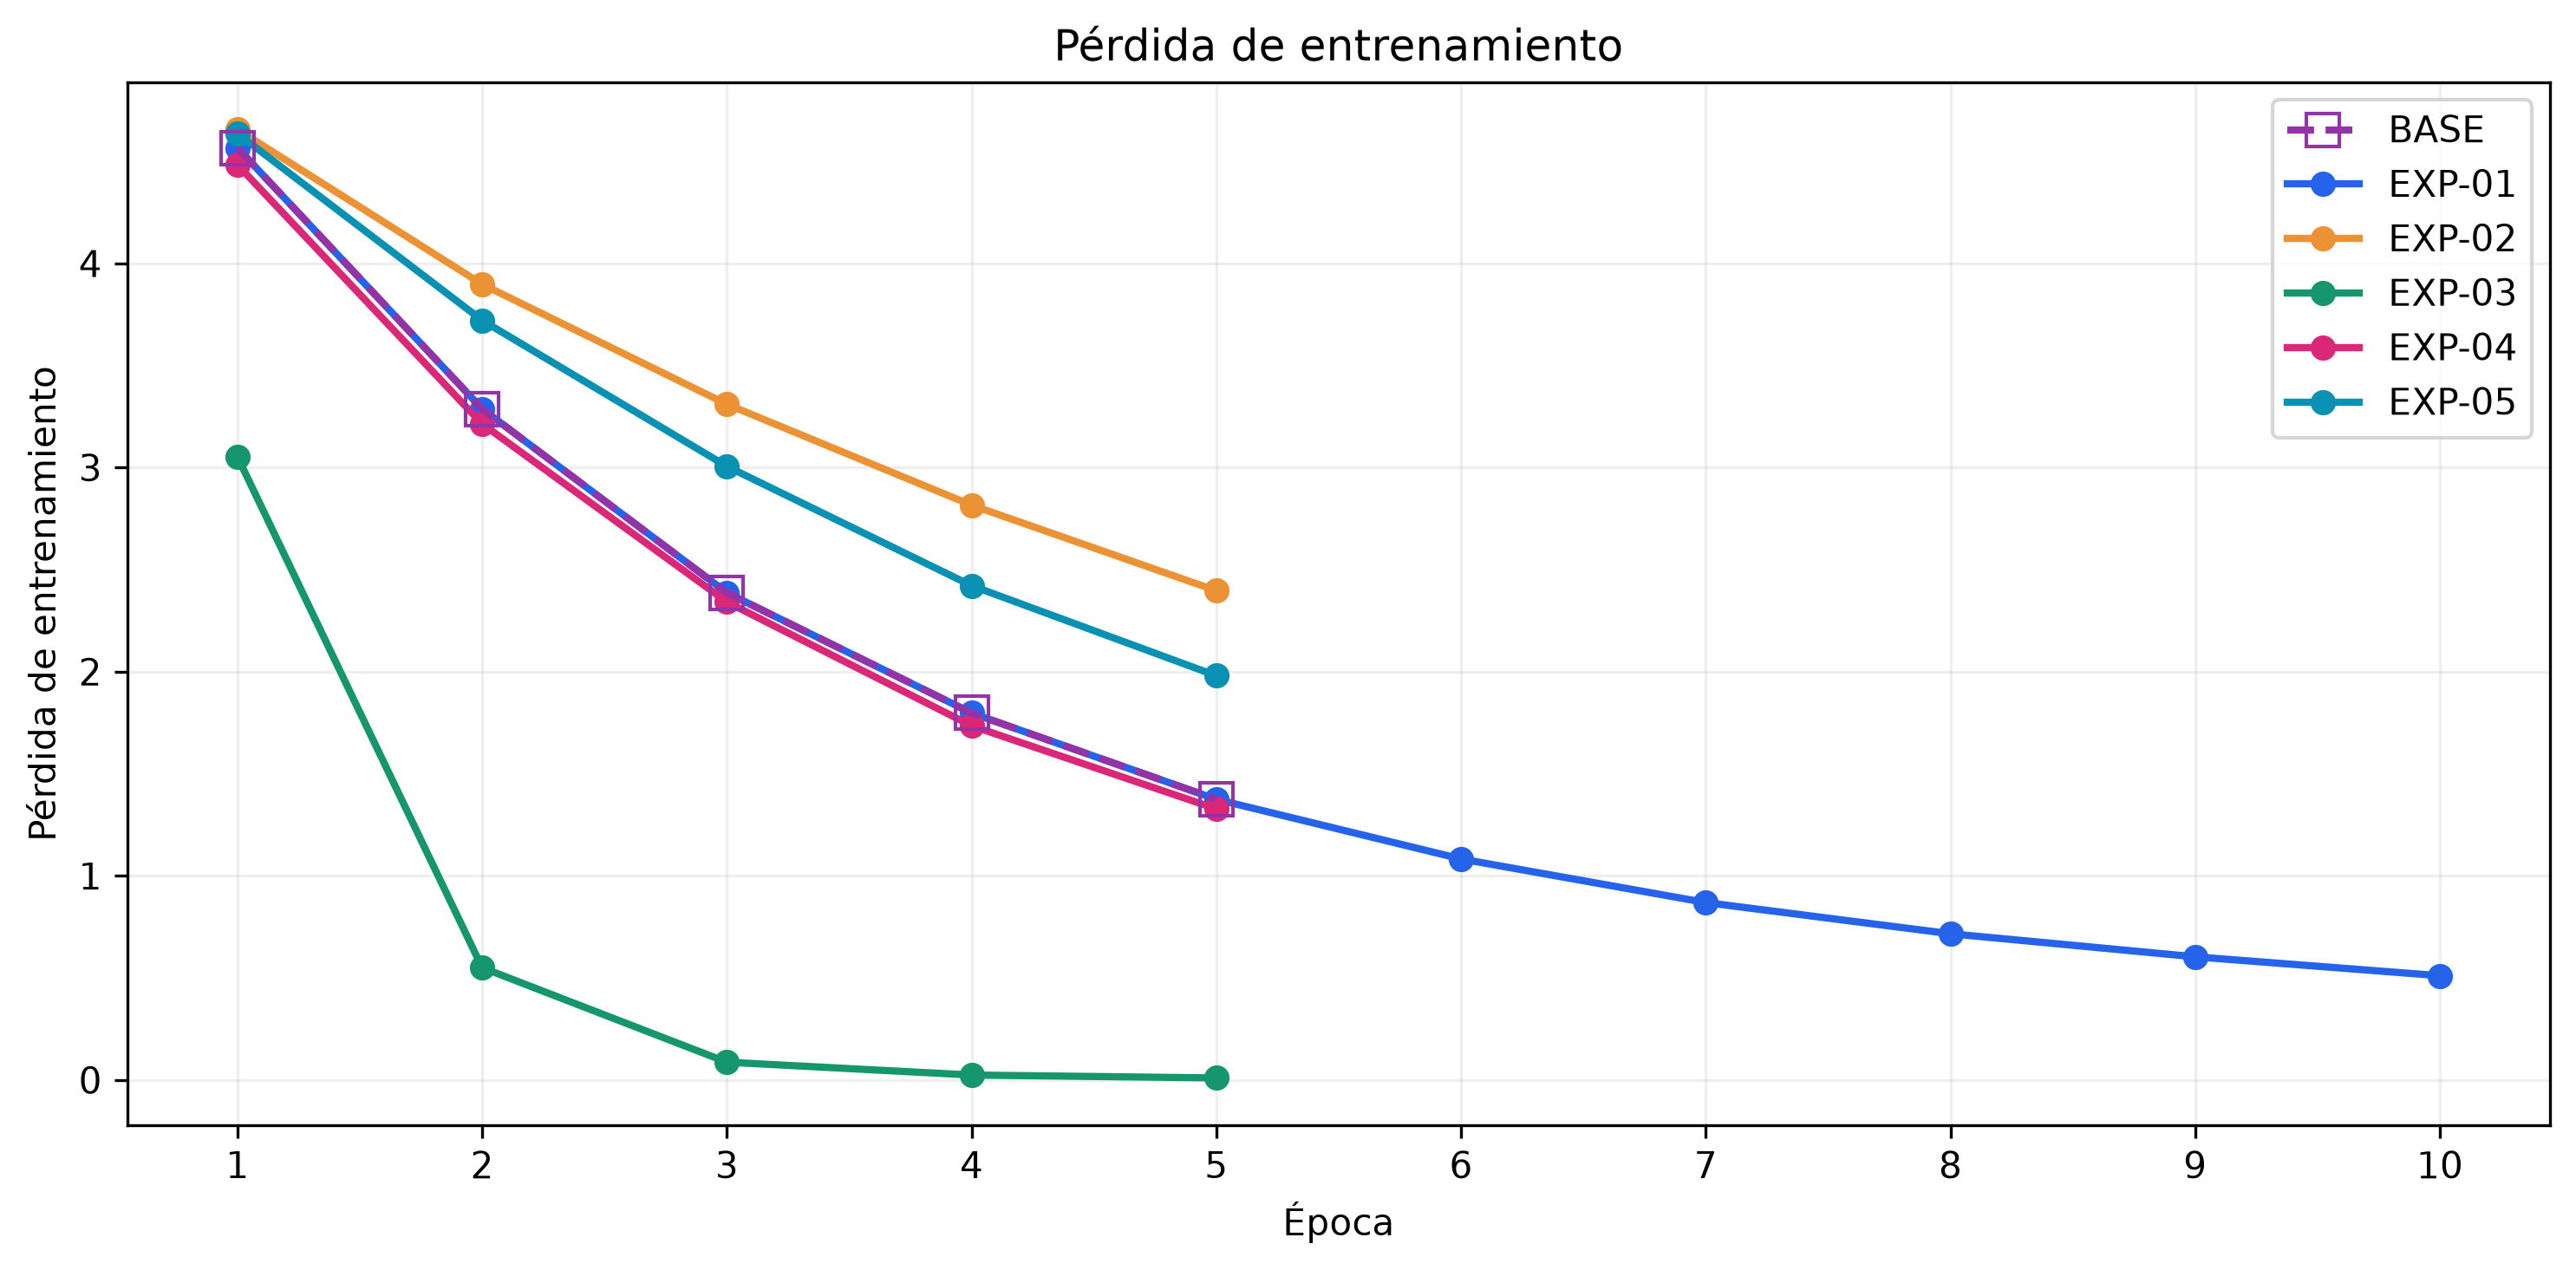 Pérdida de entrenamiento
BASE
EXP-01
EXP-02
EXP-03
EXP-04
EXP-05
Pérdida de entrenamiento
4
3
2
1
0
1 2 3 4 5 6 7 8 9 10
Época